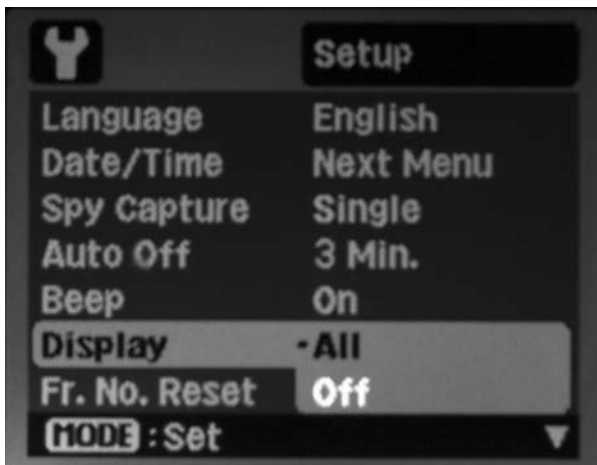 Setup
Language English
Date/Time Next Menu
Spy Capture Single
Auto Off 3 Min.
Beep On
Display ·All
Fr. No. Reset Off
MODE :Set